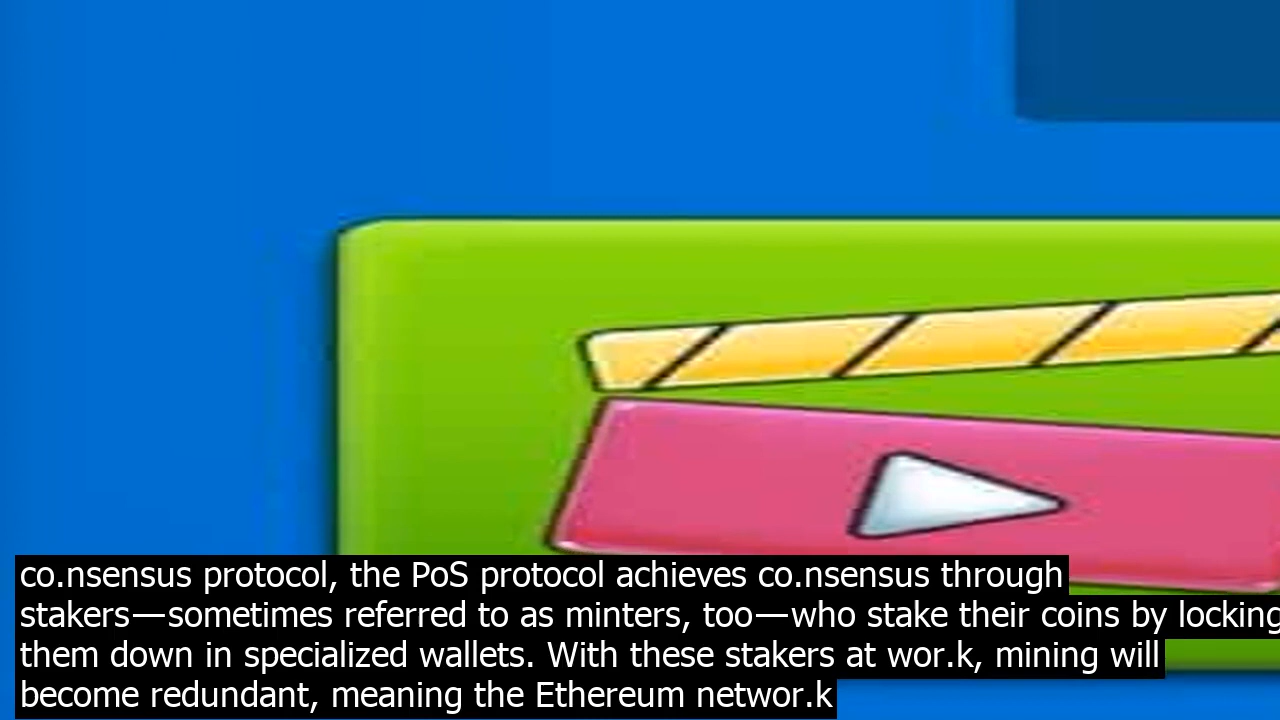 co.nsensus protocol, the PoS protocol achieves co.nsensus through
stakers—sometimes referred to as minters, too—who stake their coins by locking
them down in specialized wallets. With these stakers at wor.k, mining will
become redundant, meaning the Ethereum networ.k